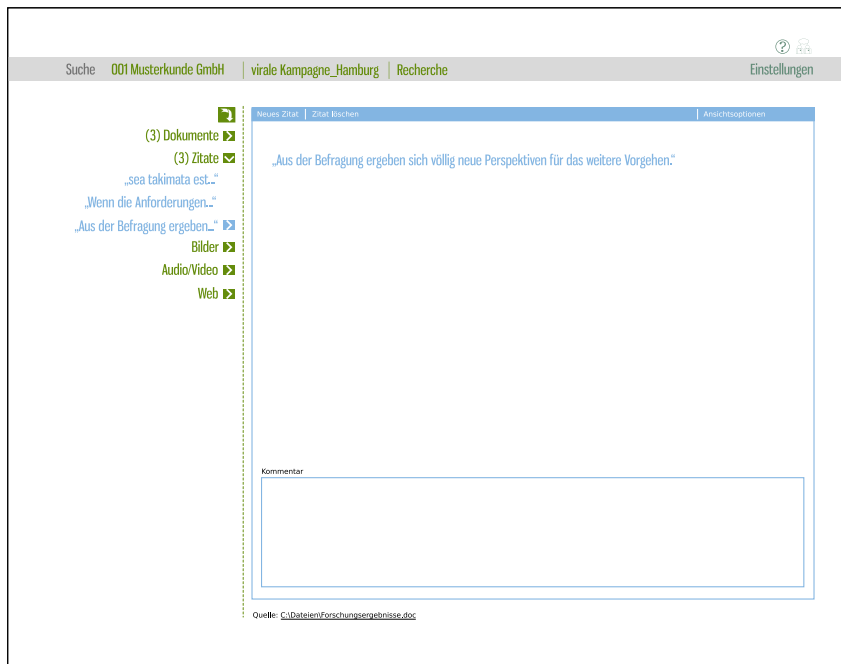 ?
Suche 001 Musterkunde GmbH virale Kampagne_Hamburg Recherche Einstellungen
(3) Dokumente
(3) Zitate
„sea takimata est...“
„Wenn die Anforderungen...“
„Aus der Befragung ergeben...“
Bilder
Audio/Video
Web
Neues Zitat Zitat löschen Ansichtsoptionen
„Aus der Befragung ergeben sich völlig neue Perspektiven für das weitere Vorgehen.“
Kommentar
Quelle: C:\Dateien\Forschungsergebnisse.doc